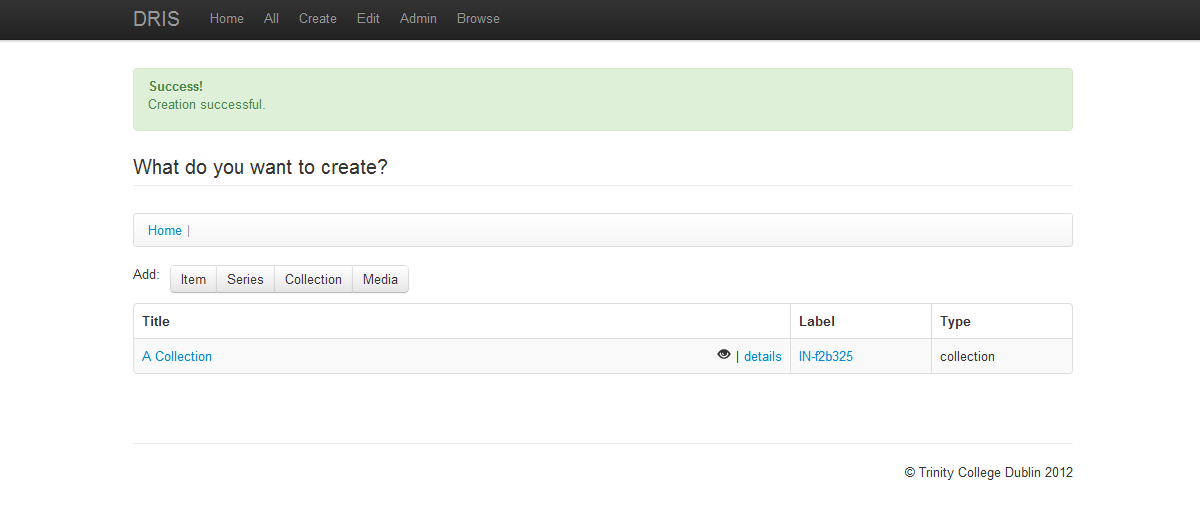 DRIS Home All Create Edit Admin Browse
Success!
Creation successful.
What do you want to create?
Home |
Add: Item Series Collection Media
Title Label Type
A Collection | details IN-f2b325 collection
© Trinity College Dublin 2012